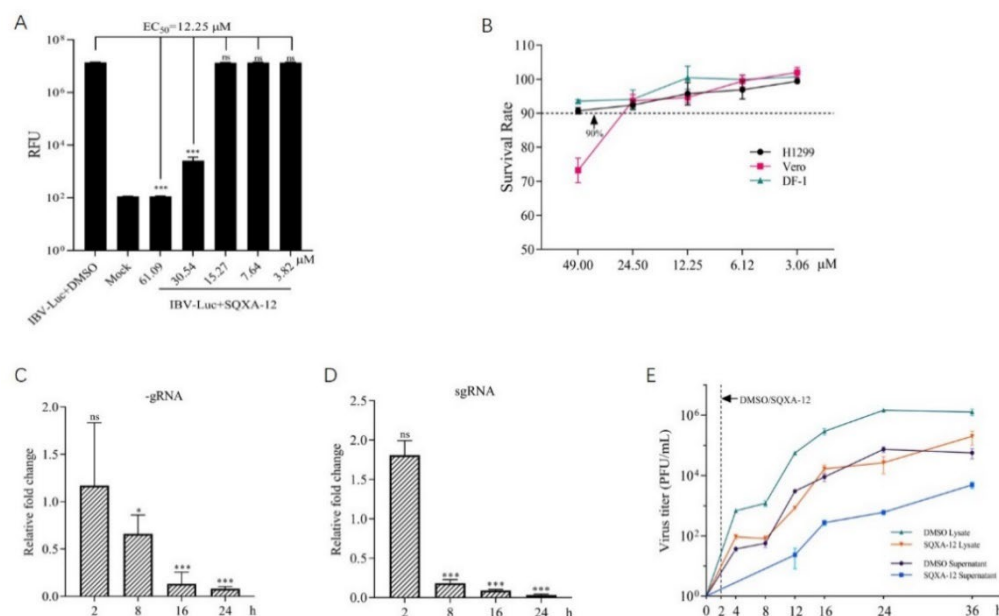 A
EC50=12.25 μM
10^8
10^6
10^4
10^2
10^0
RFU
ns ns ns
***
***
μM
IBV-Luc+DMSO
Mock
61.09
30.54
15.27
7.64
3.82
IBV-Luc+SQXA-12
B
110
100
90
80
70
60
50
Survival Rate
90%
H1299
Vero
DF-1
49.00 24.50 12.25 6.12 3.06 μM
C
-gRNA
2.0
1.5
1.0
0.5
0.0
Relative fold change
ns
*
***
***
2 8 16 24 h
D
sgRNA
2.5
2.0
1.5
1.0
0.5
0.0
Relative fold change
ns
***
***
***
2 8 16 24 h
E
DMSO/SQXA-12
10^6
10^4
10^2
10^0
Virus titer (PFU/mL)
DMSO Lysate
SQXA-12 Lysate
DMSO Supernatant
SQXA-12 Supernatant
0 2 4 8 12 16 24 36 h